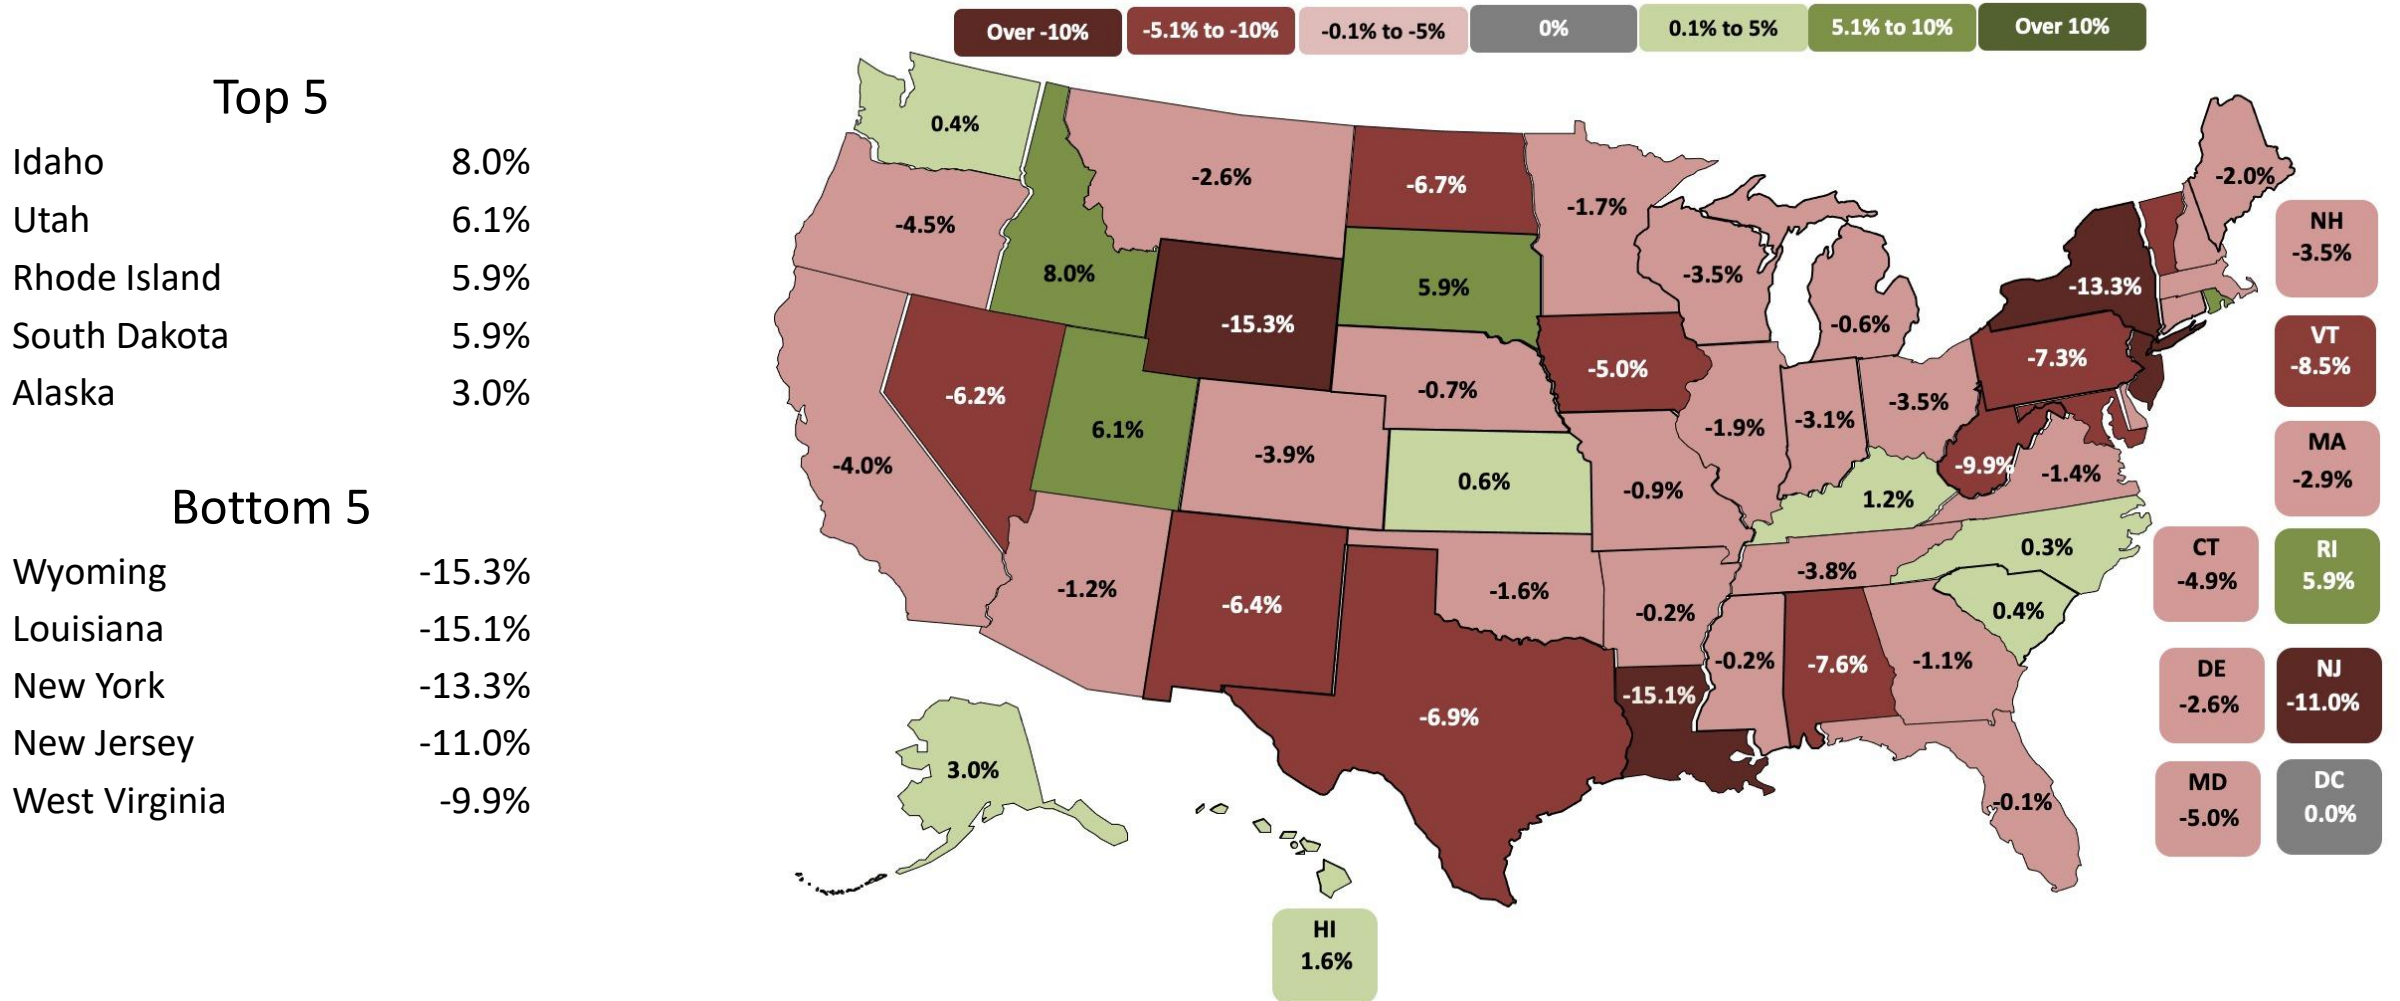 Over -10% -5.1% to -10% -0.1% to -5% 0% 0.1% to 5% 5.1% to 10% Over 10%
Top 5
Idaho 8.0%
Utah 6.1%
Rhode Island 5.9%
South Dakota 5.9%
Alaska 3.0%
Bottom 5
Wyoming -15.3%
Louisiana -15.1%
New York -13.3%
New Jersey -11.0%
West Virginia -9.9%
0.4%
-2.6%
-6.7%
-1.7%
-2.0%
-4.5%
8.0%
5.9%
-3.5%
-0.6%
-13.3%
-15.3%
-5.0%
-7.3%
-6.2%
-0.7%
6.1%
-3.9%
-1.9%
-3.1%
-3.5%
-4.0%
0.6%
-0.9%
1.2%
-9.9%
-1.4%
-1.2%
-6.4%
-1.6%
-0.2%
-3.8%
0.3%
0.4%
-6.9%
-15.1%
-0.2%
-7.6%
-1.1%
-0.1%
3.0%
NH
-3.5%
VT
-8.5%
MA
-2.9%
CT
-4.9%
RI
5.9%
DE
-2.6%
NJ
-11.0%
MD
-5.0%
DC
0.0%
HI
1.6%